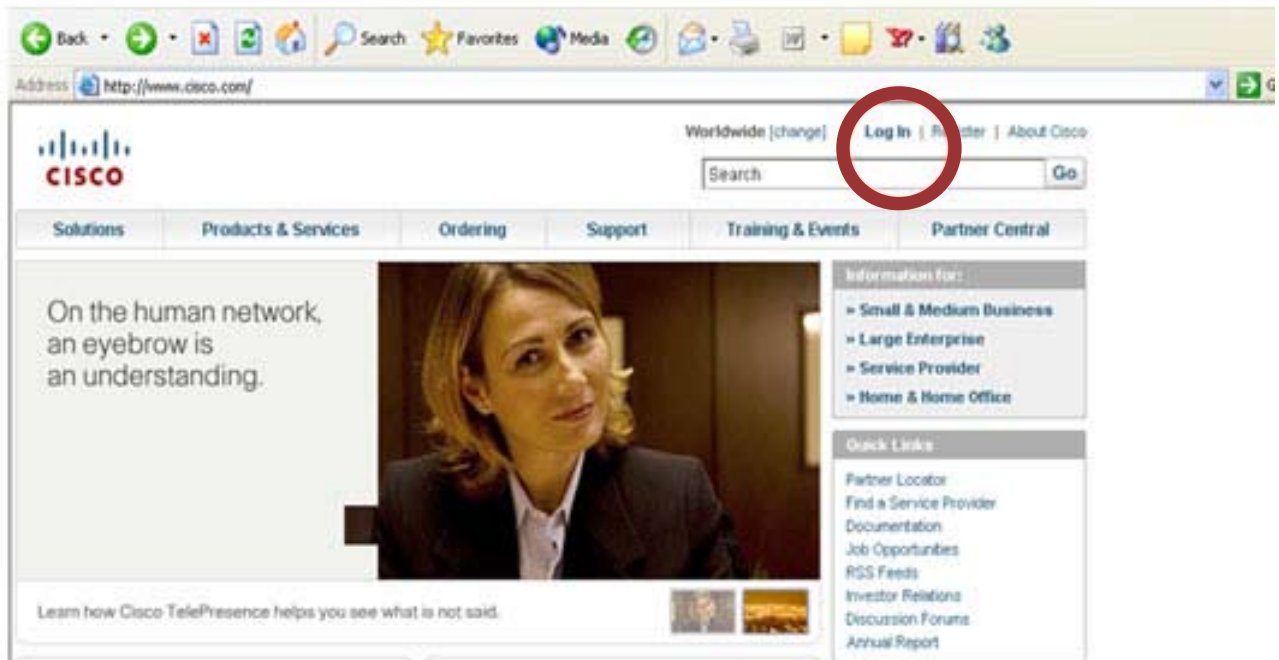 Back Search Favorites Media
Address http://www.cisco.com/
CISCO
Worldwide [change] Log In | Register | About Cisco
Search Go
Solutions Products & Services Ordering Support Training & Events Partner Central
On the human network,
an eyebrow is
an understanding.
Learn how Cisco TelePresence helps you see what is not said.
Information for:
» Small & Medium Business
» Large Enterprise
» Service Provider
» Home & Home Office
Quick Links
Partner Locator
Find a Service Provider
Documentation
Job Opportunities
RSS Feeds
Investor Relations
Discussion Forums
Annual Report